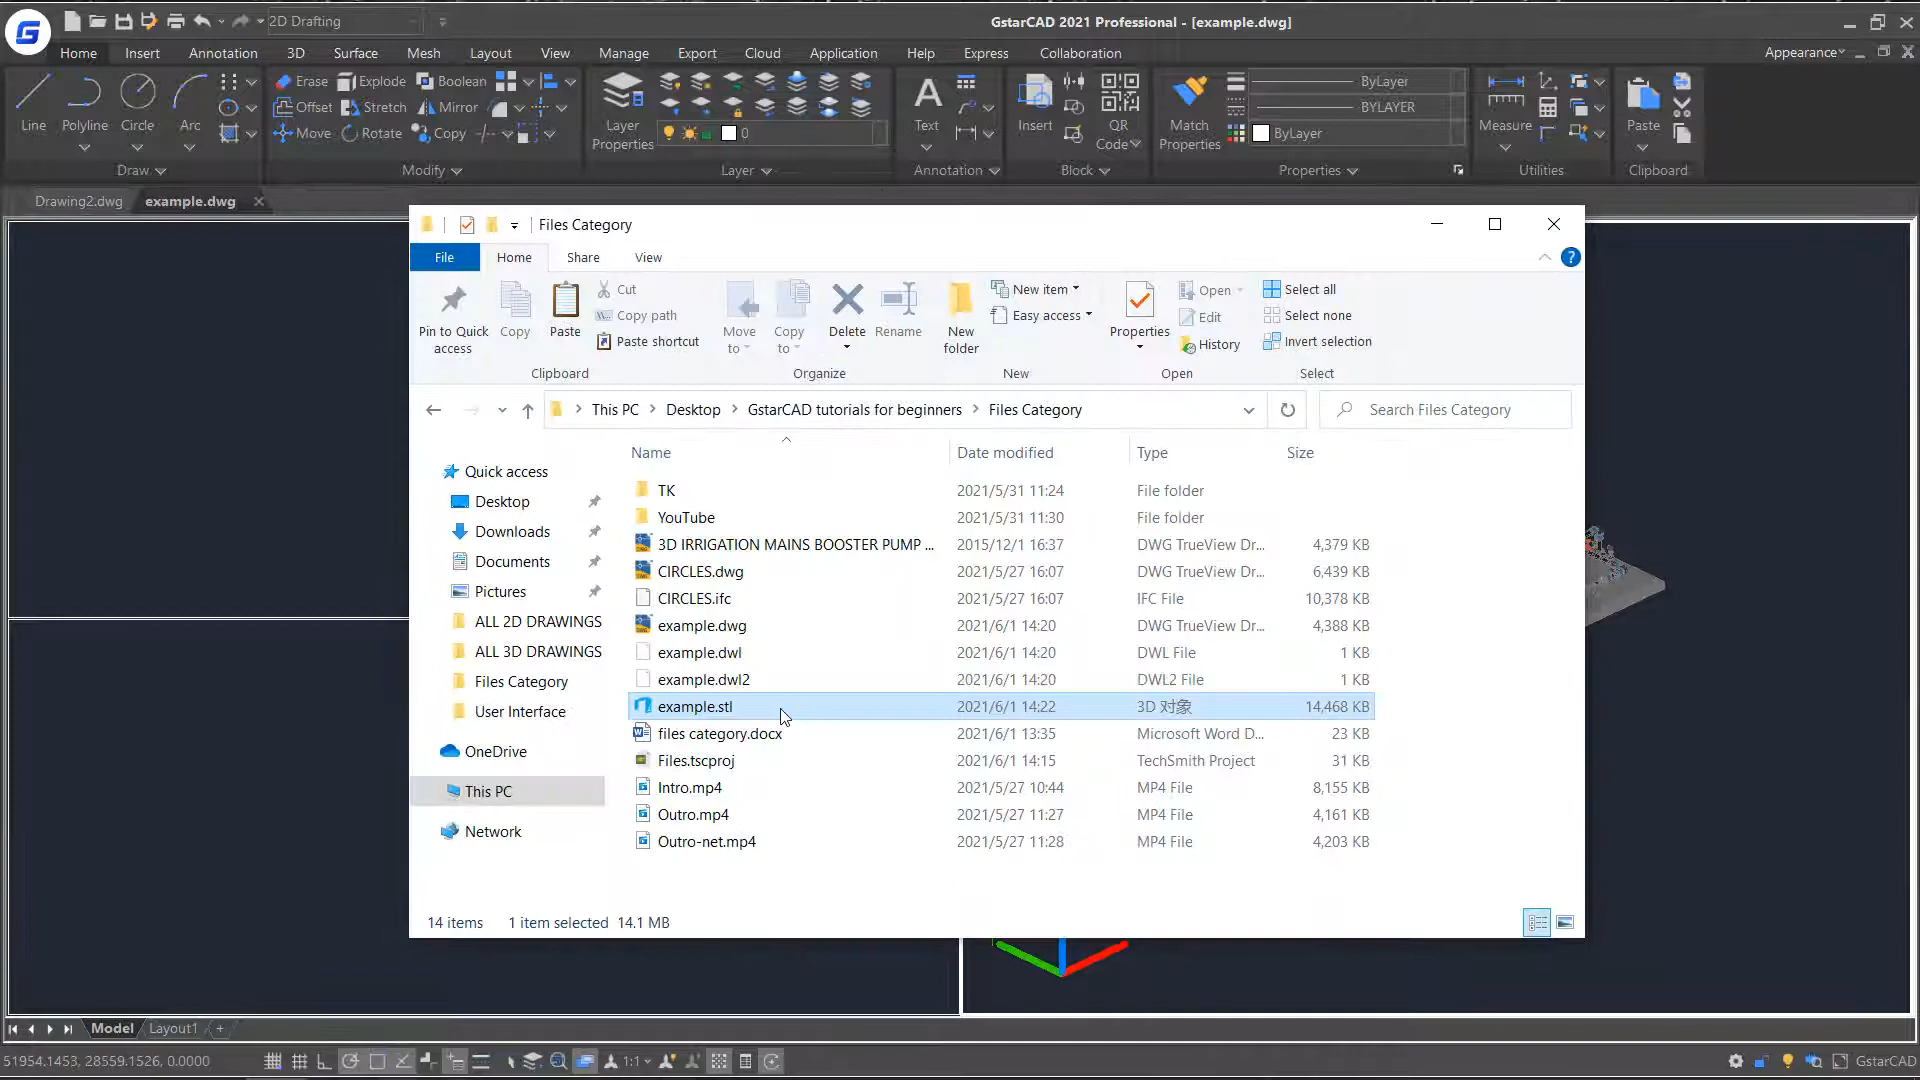 2D Drafting
GstarCAD 2021 Professional - [example.dwg]
Home Insert Annotation 3D Surface Mesh Layout View Manage Export Cloud Application Help Express Collaboration Appearance
Erase Explode Boolean ByLayer
Offset Stretch Mirror BYLAYER
Line Polyline Circle Arc Move Rotate Copy
Layer Properties
0
Text
Insert
QR Code
Match Properties
ByLayer
Measure
Paste
Draw Modify Layer Annotation Block Properties Utilities Clipboard
Drawing2.dwg example.dwg
Files Category
File Home Share View
Pin to Quick access
Copy
Paste
Cut
Copy path
Paste shortcut
Move to
Copy to
Delete
Rename
New folder
New item
Easy access
Properties
Open
Edit
History
Select all
Select none
Invert selection
Clipboard Organize New Open Select
This PC Desktop GstarCAD tutorials for beginners Files Category
Search Files Category
Quick access
Desktop
Downloads
Documents
Pictures
ALL 2D DRAWINGS
ALL 3D DRAWINGS
Files Category
User Interface
OneDrive
This PC
Network
Name Date modified Type Size
TK 2021/5/31 11:24 File folder
YouTube 2021/5/31 11:30 File folder
3D IRRIGATION MAINS BOOSTER PUMP ... 2015/12/1 16:37 DWG TrueView Dr... 4,379 KB
CIRCLES.dwg 2021/5/27 16:07 DWG TrueView Dr... 6,439 KB
CIRCLES.ifc 2021/5/27 16:07 IFC File 10,378 KB
example.dwg 2021/6/1 14:20 DWG TrueView Dr... 4,388 KB
example.dwl 2021/6/1 14:20 DWL File 1 KB
example.dwl2 2021/6/1 14:20 DWL2 File 1 KB
example.stl 2021/6/1 14:22 3D 对象 14,468 KB
files category.docx 2021/6/1 13:35 Microsoft Word D... 23 KB
Files.tscproj 2021/6/1 14:15 TechSmith Project 31 KB
Intro.mp4 2021/5/27 10:44 MP4 File 8,155 KB
Outro.mp4 2021/5/27 11:27 MP4 File 4,161 KB
Outro-net.mp4 2021/5/27 11:28 MP4 File 4,203 KB
14 items 1 item selected 14.1 MB
Model Layout1 +
51954.1453, 28559.1526, 0.0000
1:1
GstarCAD